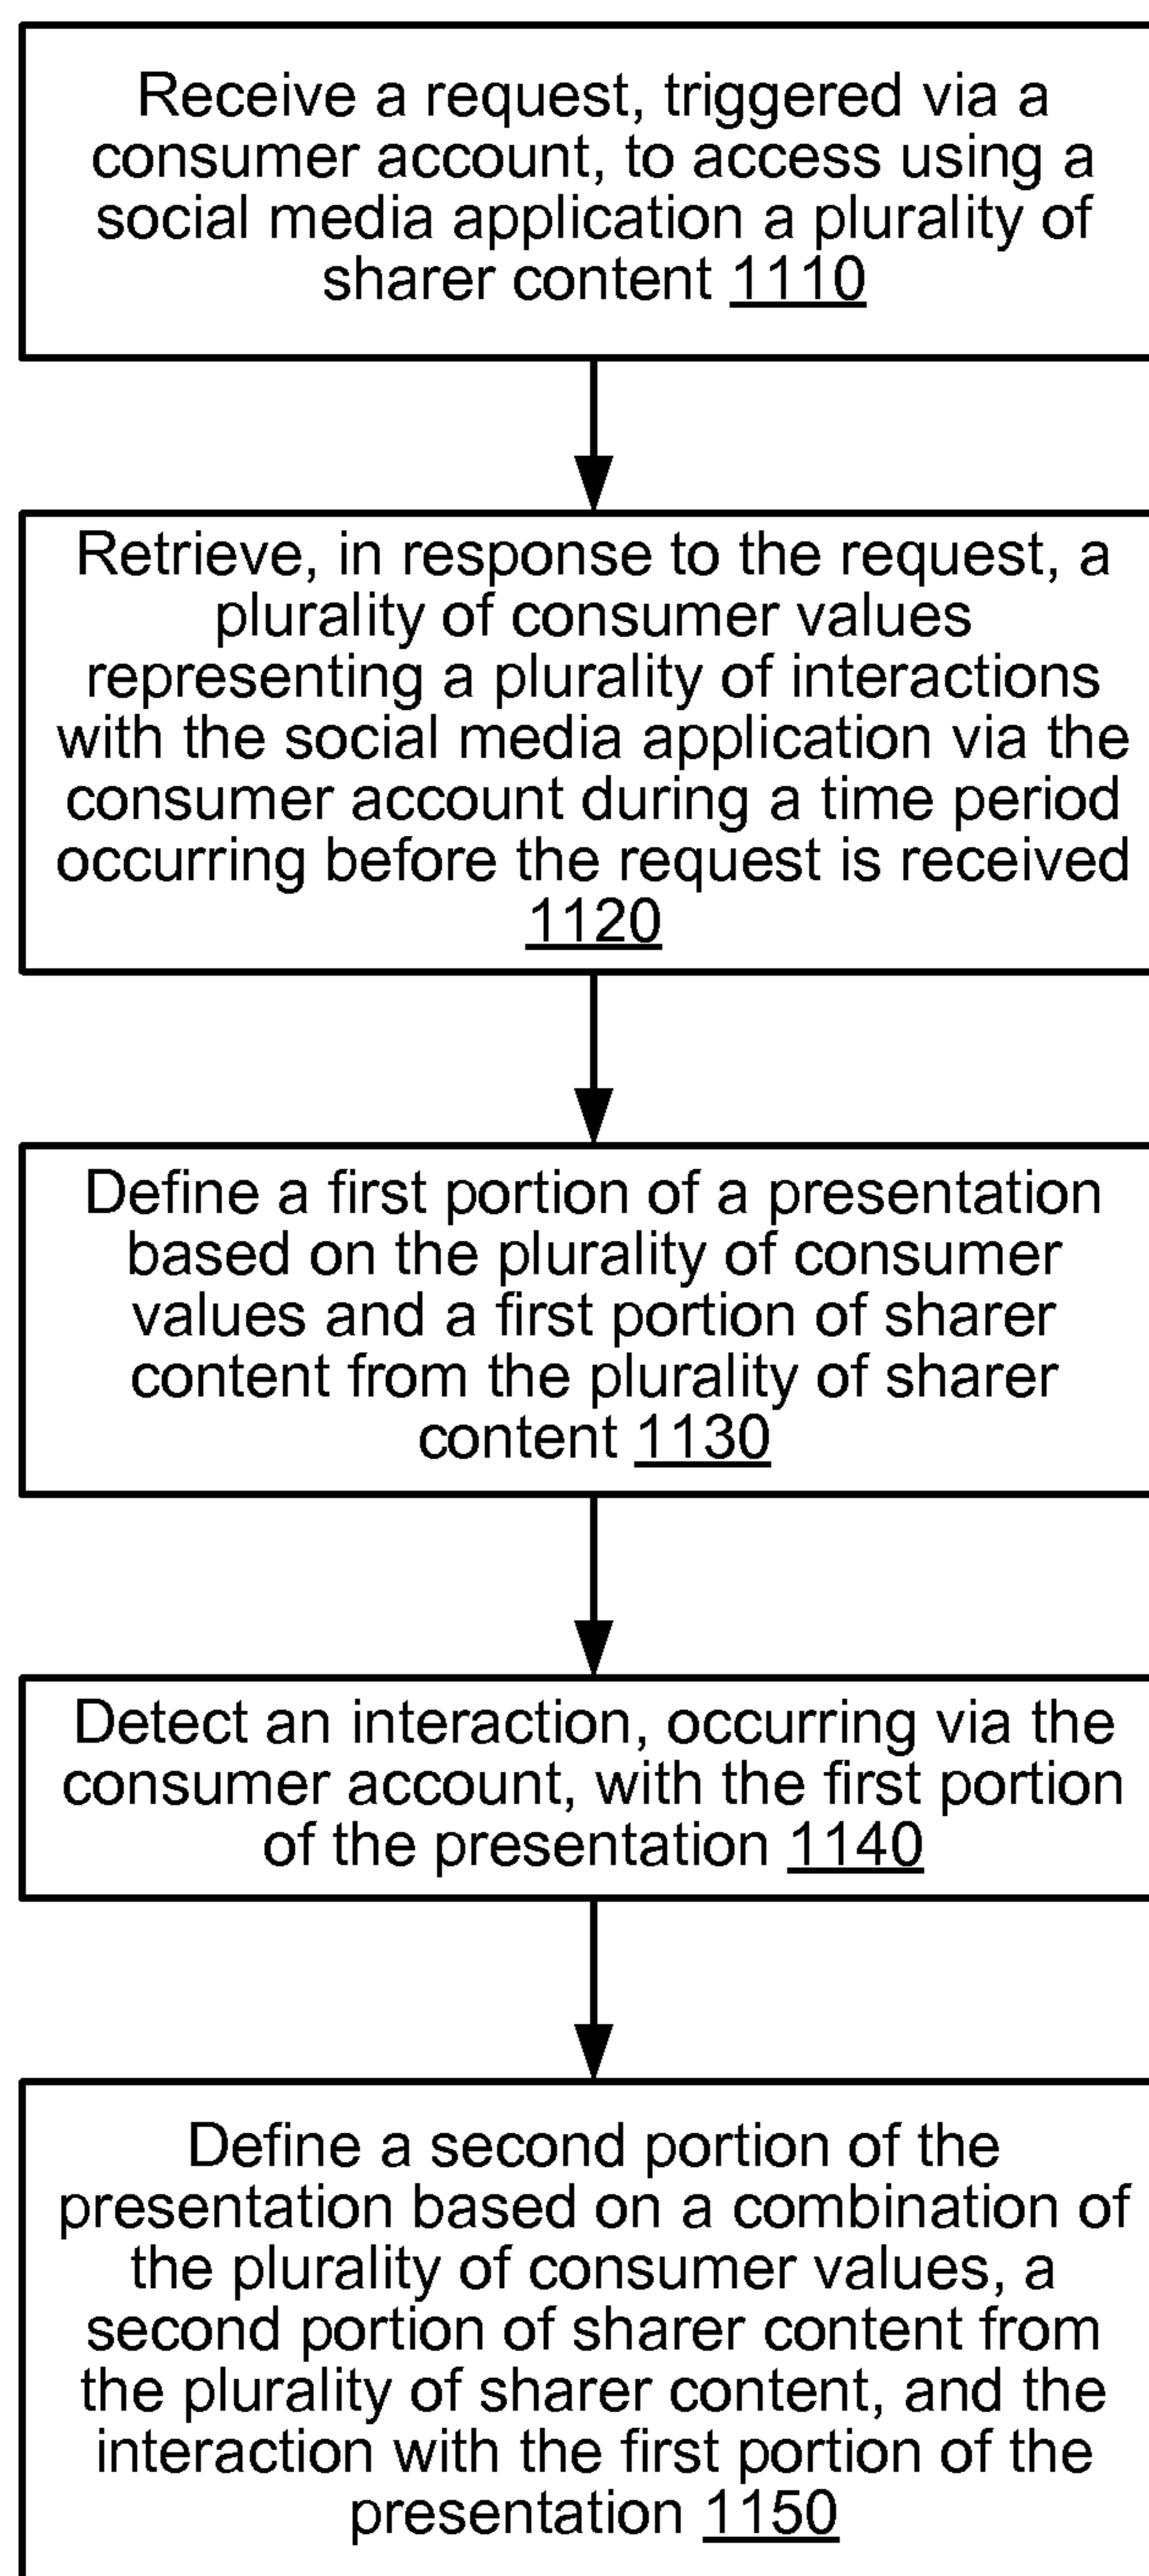 Receive a request, triggered via a
consumer account, to access using a
social media application a plurality of
sharer content 1110
Retrieve, in response to the request, a
plurality of consumer values
representing a plurality of interactions
with the social media application via the
consumer account during a time period
occurring before the request is received
1120
Define a first portion of a presentation
based on the plurality of consumer
values and a first portion of sharer
content from the plurality of sharer
content 1130
Detect an interaction, occurring via the
consumer account, with the first portion
of the presentation 1140
Define a second portion of the
presentation based on a combination of
the plurality of consumer values, a
second portion of sharer content from
the plurality of sharer content, and the
interaction with the first portion of the
presentation 1150